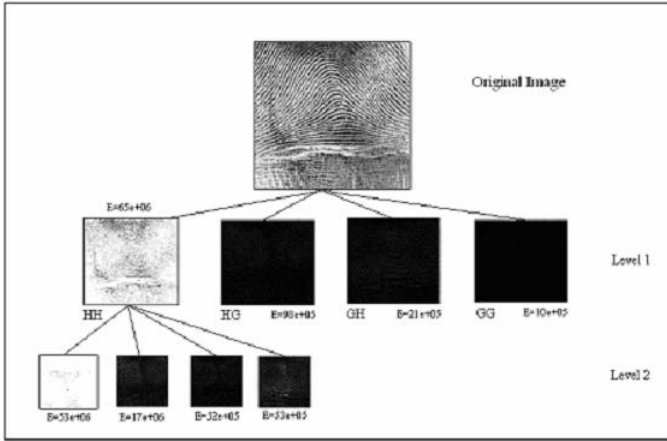 Original Image
E=65e+06
Level 1
HH
HG E=98e+05
GH E=21e+05
GG E=10e+05
Level 2
E=53e+06
E=17e+06
E=52e+05
E=53e+05